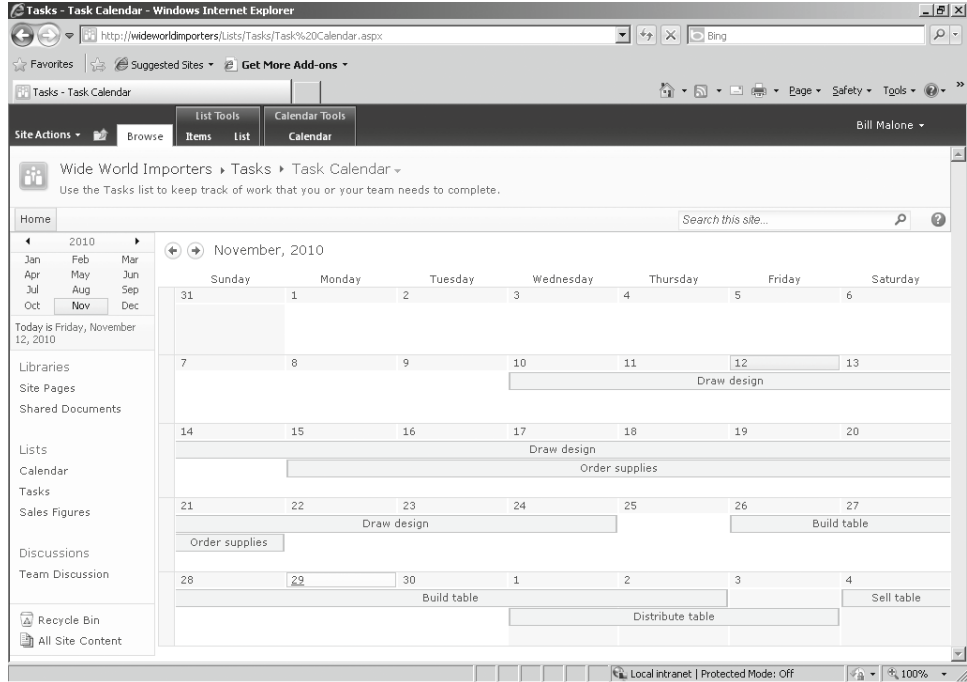 Tasks - Task Calendar - Windows Internet Explorer
http://wideworldimporters/Lists/Tasks/Task%20Calendar.aspx
Bing
Favorites Suggested Sites Get More Add-ons
Tasks - Task Calendar
Page Safety Tools
List Tools Calendar Tools
Site Actions Browse Items List Calendar
Bill Malone
Wide World Importers Tasks Task Calendar
Use the Tasks list to keep track of work that you or your team needs to complete.
Home
Search this site...
2010
Jan Feb Mar
Apr May Jun
Jul Aug Sep
Oct Nov Dec
Today is Friday, November
12, 2010
Libraries
Site Pages
Shared Documents
Lists
Calendar
Tasks
Sales Figures
Discussions
Team Discussion
Recycle Bin
All Site Content
November, 2010
Sunday Monday Tuesday Wednesday Thursday Friday Saturday
31 1 2 3 4 5 6
7 8 9 10 11 12 13
Draw design
14 15 16 17 18 19 20
Draw design
Order supplies
21 22 23 24 25 26 27
Draw design Build table
Order supplies
28 29 30 1 2 3 4
Build table Sell table
Distribute table
Local intranet | Protected Mode: Off
100%